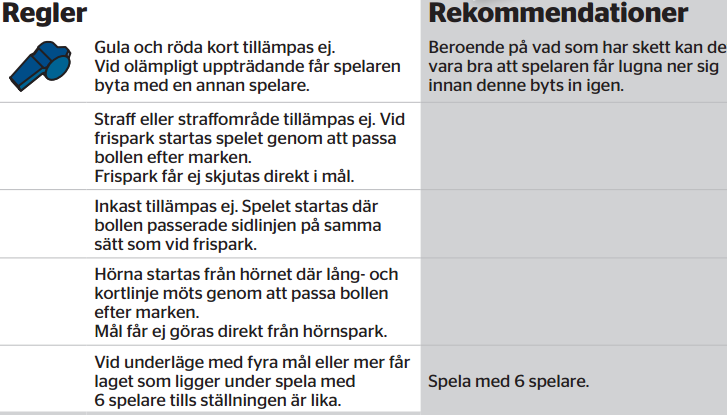 Regler
Rekommendationer
Gula och röda kort tillämpas ej.
Vid olämpligt uppträdande får spelaren
byta med en annan spelare.
Beroende på vad som har skett kan de
vara bra att spelaren får lugna ner sig
innan denne byts in igen.
Straff eller straffområde tillämpas ej. Vid
frispark startas spelet genom att passa
bollen efter marken.
Frispark får ej skjutas direkt i mål.
Inkast tillämpas ej. Spelet startas där
bollen passerade sidlinjen på samma
sätt som vid frispark.
Hörna startas från hörnet där lång- och
kortlinje möts genom att passa bollen
efter marken.
Mål får ej göras direkt från hörnspark.
Vid underläge med fyra mål eller mer får
laget som ligger under spela med
6 spelare tills ställningen är lika.
Spela med 6 spelare.